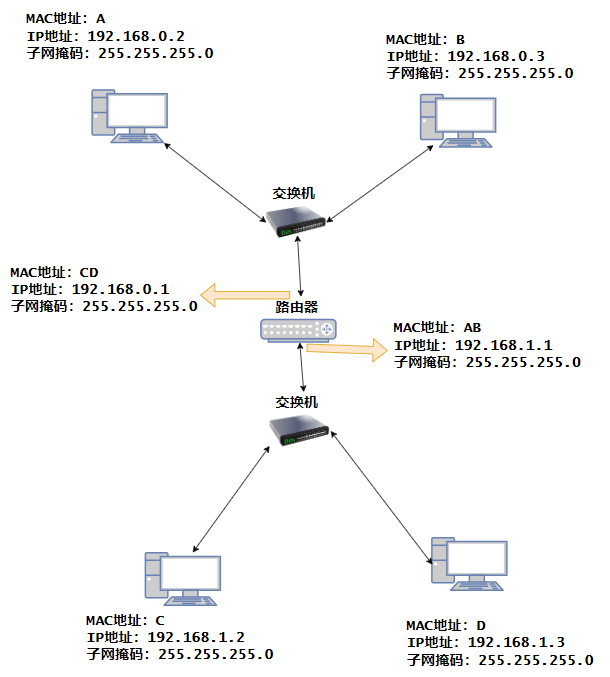 MAC地址：A
IP地址：192.168.0.2
子网掩码：255.255.255.0
MAC地址：B
IP地址：192.168.0.3
子网掩码：255.255.255.0
交换机
MAC地址：CD
IP地址：192.168.0.1
子网掩码：255.255.255.0
路由器
MAC地址：AB
IP地址：192.168.1.1
子网掩码：255.255.255.0
交换机
MAC地址：C
IP地址：192.168.1.2
子网掩码：255.255.255.0
MAC地址：D
IP地址：192.168.1.3
子网掩码：255.255.255.0